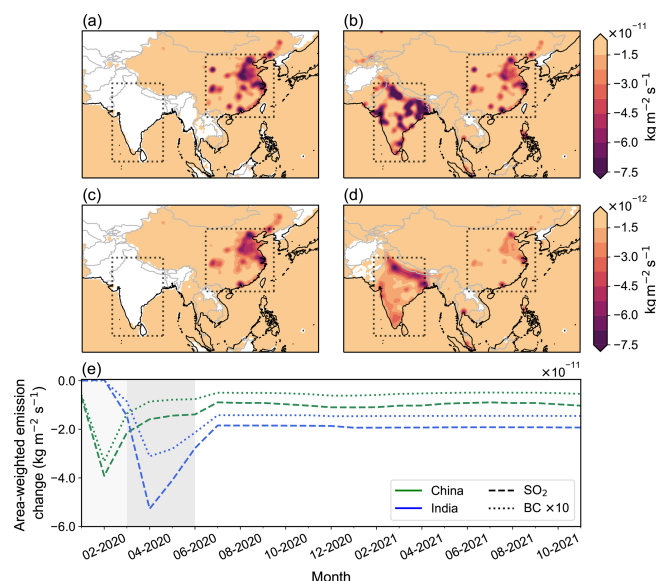 (a)
(b)
×10⁻¹¹
−1.5
−3.0
−4.5
−6.0
−7.5
kg m⁻² s⁻¹
(c)
(d)
×10⁻¹²
−1.5
−3.0
−4.5
−6.0
−7.5
kg m⁻² s⁻¹
(e)
×10⁻¹¹
0.0
−2.0
−4.0
−6.0
Area-weighted emission
change (kg m⁻² s⁻¹)
China
SO₂
India
BC ×10
02-2020
04-2020
06-2020
08-2020
10-2020
12-2020
02-2021
04-2021
06-2021
08-2021
10-2021
Month